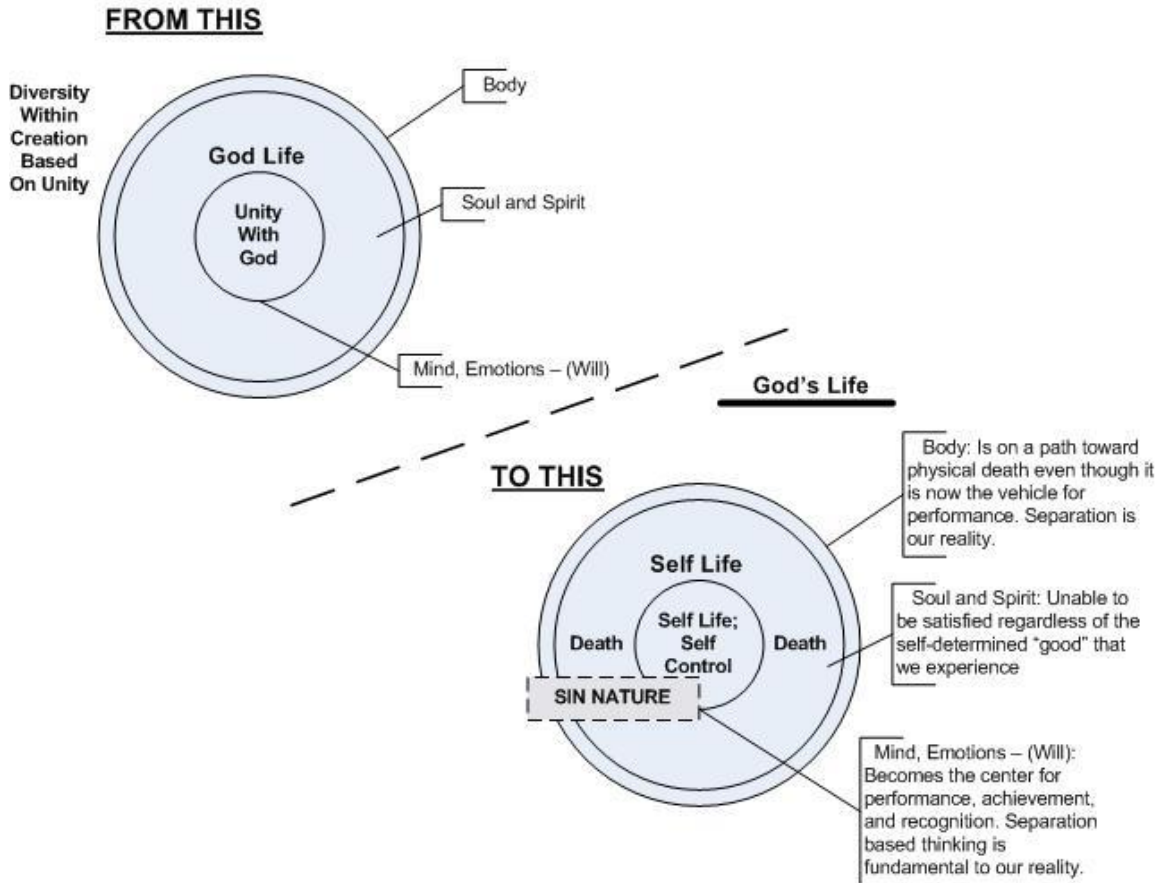 FROM THIS
Diversity
Within
Creation
Based
On Unity
Body
God Life
Soul and Spirit
Unity
With
God
Mind, Emotions – (Will)
God's Life
TO THIS
Body: Is on a path toward
physical death even though it
is now the vehicle for
performance. Separation is
our reality.
Self Life
Death
Self Life;
Self
Control
Death
SIN NATURE
Soul and Spirit: Unable to
be satisfied regardless of the
self-determined “good” that
we experience
Mind, Emotions – (Will):
Becomes the center for
performance, achievement,
and recognition. Separation
based thinking is
fundamental to our reality.